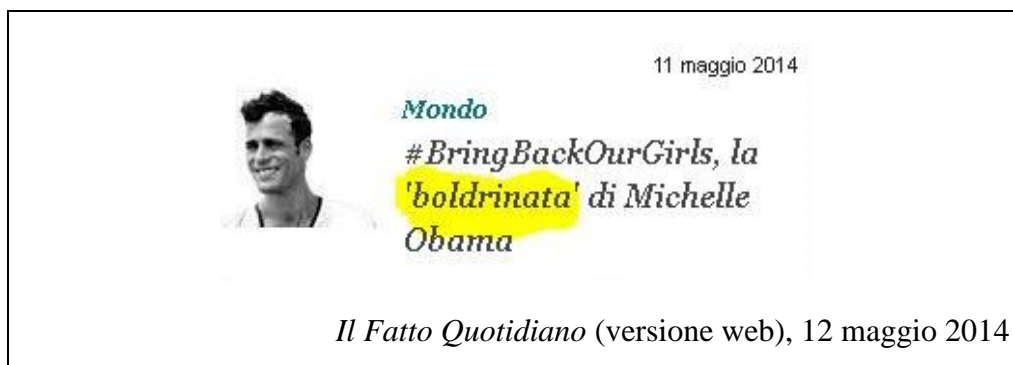 11 maggio 2014
Mondo
#BringBackOurGirls, la
'boldrinata' di Michelle
Obama
Il Fatto Quotidiano (versione web), 12 maggio 2014